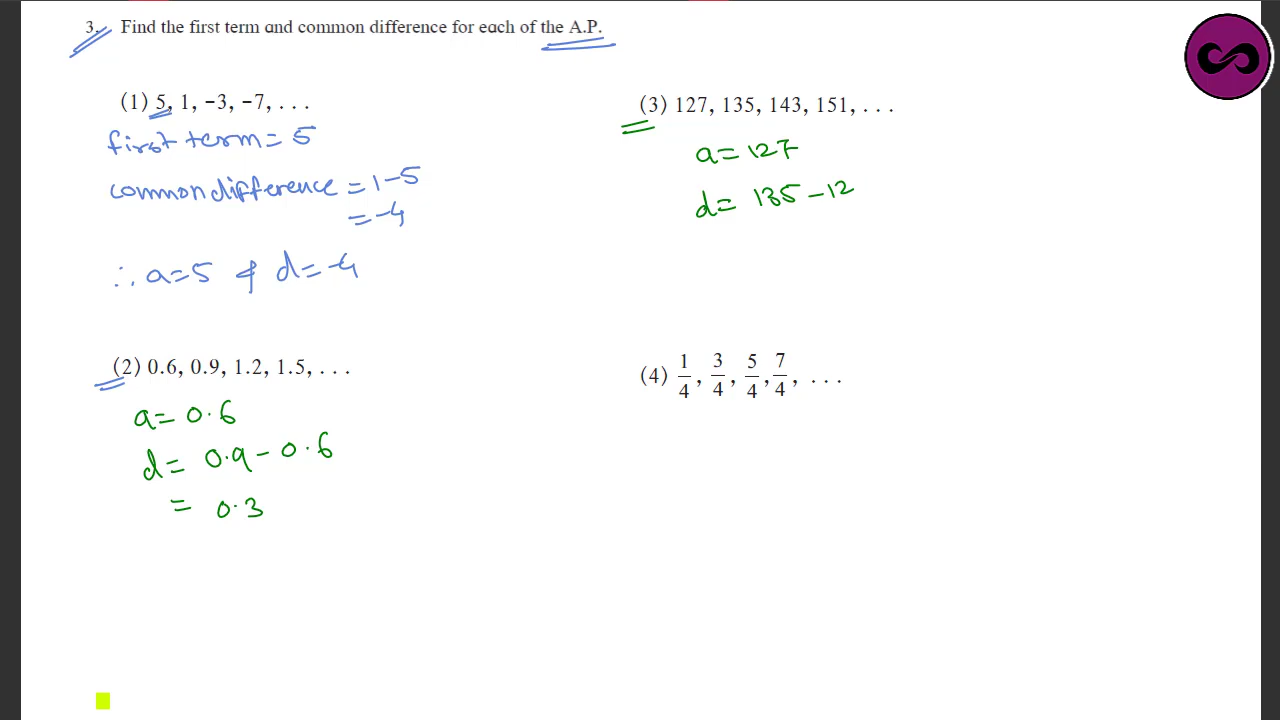 3. Find the first term and common difference for each of the A.P.
(1) 5, 1, -3, -7, . . .
first term = 5
common difference = 1-5
= -4
∴ a=5 & d=-4
(2) 0.6, 0.9, 1.2, 1.5, . . .
a= 0.6
d= 0.9 - 0.6
= 0.3
(3) 127, 135, 143, 151, . . .
a= 127
d= 135 - 12
(4) 1/4, 3/4, 5/4, 7/4, . . .